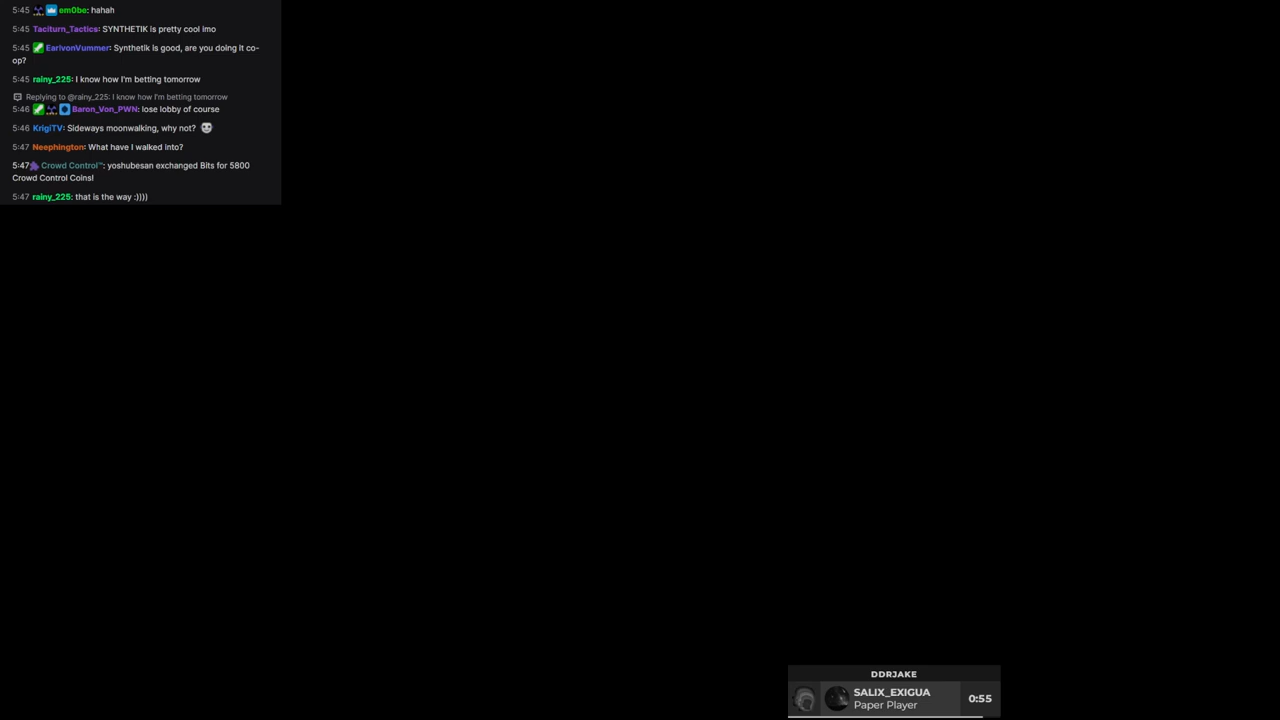 5:45 em0be: hahah
5:45 Taciturn_Tactics: SYNTHETIK is pretty cool imo
5:45 EarivonVummer: Synthetik is good, are you doing it co-
op?
5:45 rainy_225: I know how I'm betting tomorrow
Replying to @rainy_225: I know how I'm betting tomorrow
5:46 Baron_Von_PWN: lose lobby of course
5:46 KrigiTV: Sideways moonwalking, why not?
5:47 Neephington: What have I walked into?
5:47 Crowd Control™: yoshubesan exchanged Bits for 5800
Crowd Control Coins!
5:47 rainy_225: that is the way :))))
DDRJAKE
SALIX_EXIGUA
Paper Player
0:55